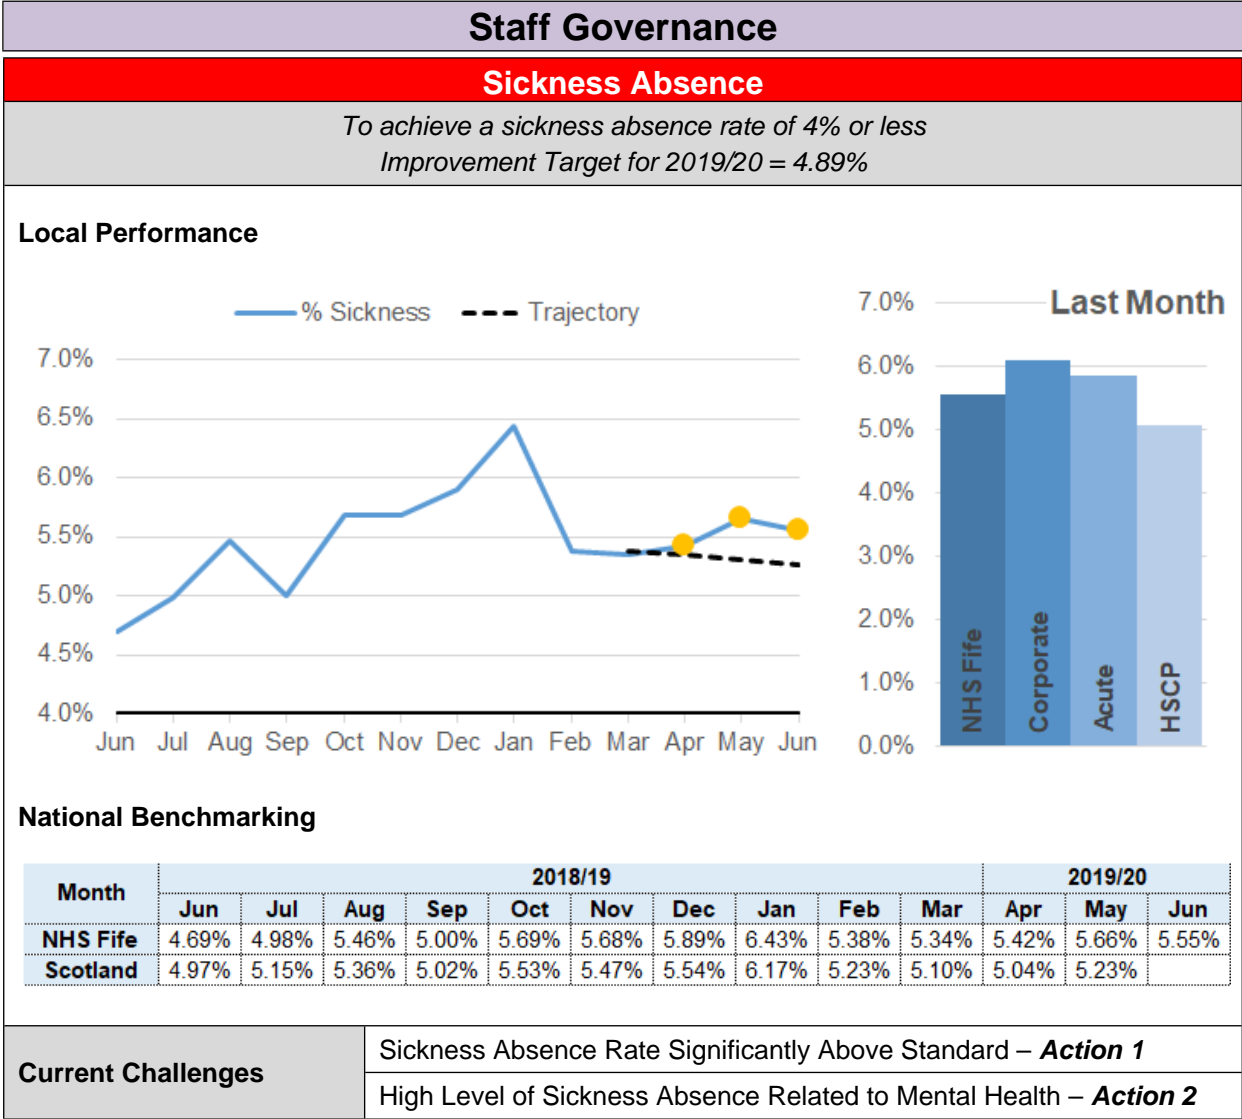 Staff Governance
Sickness Absence
To achieve a sickness absence rate of 4% or less
Improvement Target for 2019/20 = 4.89%
Local Performance
% Sickness Trajectory
7.0%
6.5%
6.0%
5.5%
5.0%
4.5%
4.0%
Jun Jul Aug Sep Oct Nov Dec Jan Feb Mar Apr May Jun
Last Month
7.0%
6.0%
5.0%
4.0%
3.0%
2.0%
1.0%
0.0%
NHS Fife
Corporate
Acute
HSCP
National Benchmarking
Month 2018/19 2019/20
Jun Jul Aug Sep Oct Nov Dec Jan Feb Mar Apr May Jun
NHS Fife 4.69% 4.98% 5.46% 5.00% 5.69% 5.68% 5.89% 6.43% 5.38% 5.34% 5.42% 5.66% 5.55%
Scotland 4.97% 5.15% 5.36% 5.02% 5.53% 5.47% 5.54% 6.17% 5.23% 5.10% 5.04% 5.23%
Current Challenges
Sickness Absence Rate Significantly Above Standard – Action 1
High Level of Sickness Absence Related to Mental Health – Action 2